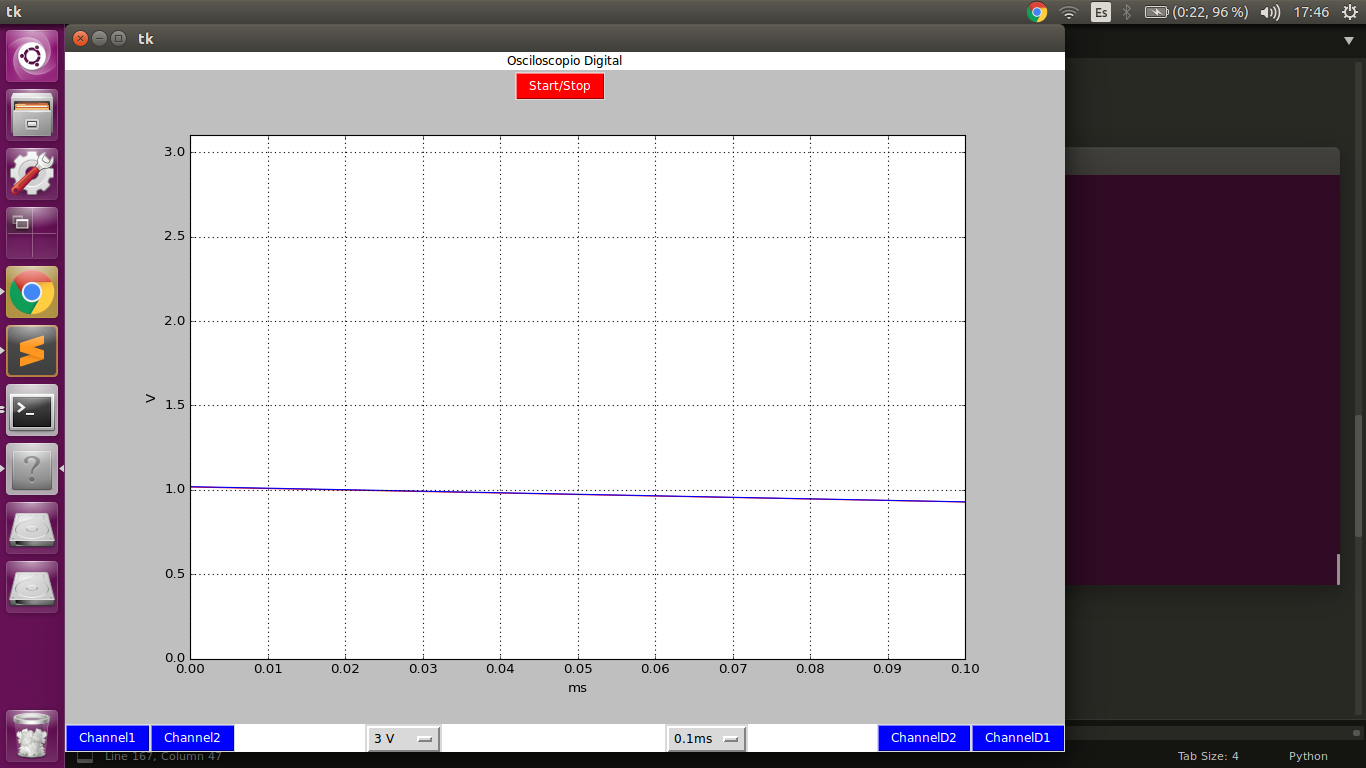 tk
Es
(0:22, 96 %)
17:46
tk
Osciloscopio Digital
Start/Stop
3.0
2.5
2.0
1.5
1.0
0.5
0.0
V
0.00 0.01 0.02 0.03 0.04 0.05 0.06 0.07 0.08 0.09 0.10
ms
Channel1 Channel2 3 V 0.1ms ChannelD2 ChannelD1
Line 167, Column 47 Tab Size: 4 Python